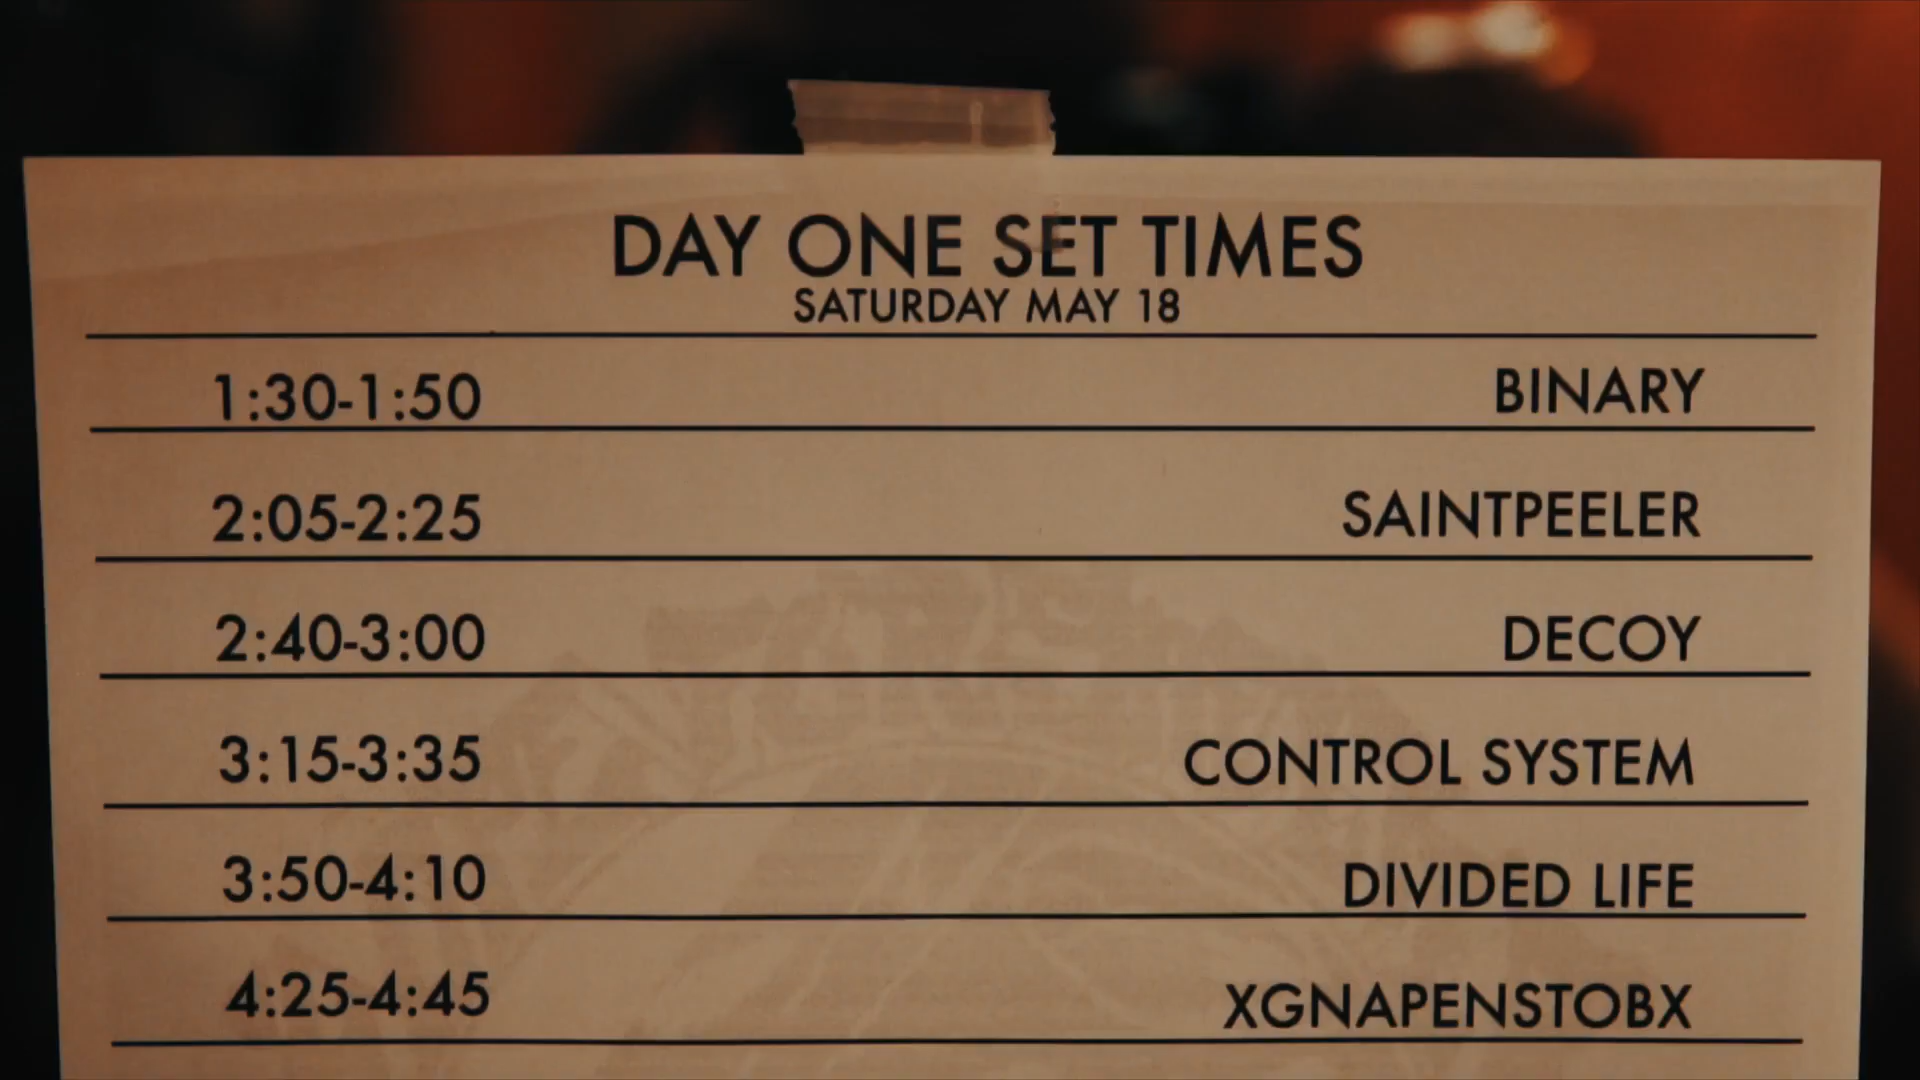 DAY ONE SET TIMES
SATURDAY MAY 18
1:30-1:50 BINARY
2:05-2:25 SAINTPEELER
2:40-3:00 DECOY
3:15-3:35 CONTROL SYSTEM
3:50-4:10 DIVIDED LIFE
4:25-4:45 XGNAPENSTOBX